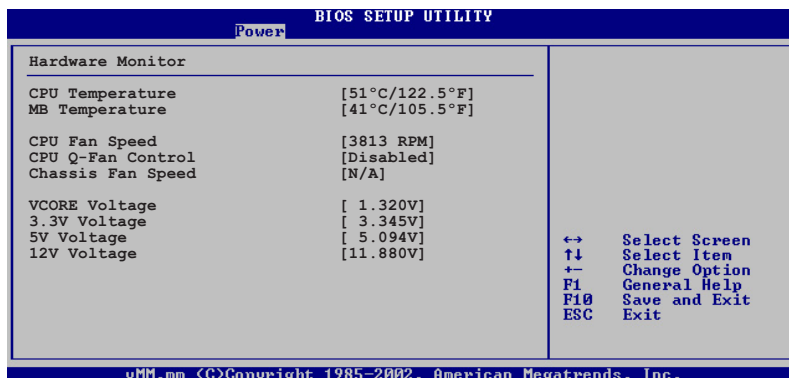 BIOS SETUP UTILITY
Power
Hardware Monitor
CPU Temperature [51°C/122.5°F]
MB Temperature [41°C/105.5°F]
CPU Fan Speed [3813 RPM]
CPU Q-Fan Control [Disabled]
Chassis Fan Speed [N/A]
VCORE Voltage [ 1.320V]
3.3V Voltage [ 3.345V]
5V Voltage [ 5.094V]
12V Voltage [11.880V]
←→ Select Screen
↑↓ Select Item
+- Change Option
F1 General Help
F10 Save and Exit
ESC Exit
vMM.mm (C)Copyright 1985-2002, American Megatrends, Inc.